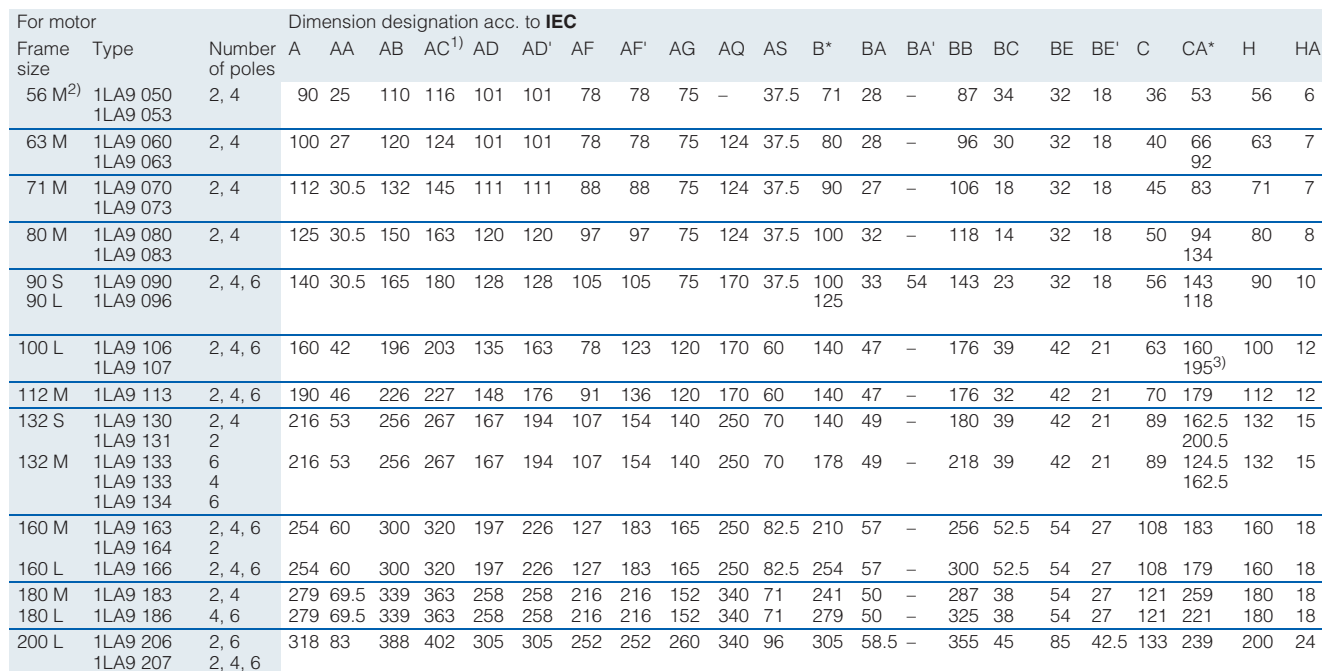 For motor Dimension designation acc. to IEC
Frame Type Number A AA AB AC1) AD AD' AF AF' AG AQ AS B* BA BA' BB BC BE BE' C CA* H HA
size of poles
56 M2) 1LA9 050 2, 4 90 25 110 116 101 101 78 78 75 – 37.5 71 28 – 87 34 32 18 36 53 56 6
1LA9 053
63 M 1LA9 060 2, 4 100 27 120 124 101 101 78 78 75 124 37.5 80 28 – 96 30 32 18 40 66 63 7
1LA9 063 92
71 M 1LA9 070 2, 4 112 30.5 132 145 111 111 88 88 75 124 37.5 90 27 – 106 18 32 18 45 83 71 7
1LA9 073
80 M 1LA9 080 2, 4 125 30.5 150 163 120 120 97 97 75 124 37.5 100 32 – 118 14 32 18 50 94 80 8
1LA9 083 134
90 S 1LA9 090 2, 4, 6 140 30.5 165 180 128 128 105 105 75 170 37.5 100 33 54 143 23 32 18 56 143 90 10
90 L 1LA9 096 125 118
100 L 1LA9 106 2, 4, 6 160 42 196 203 135 163 78 123 120 170 60 140 47 – 176 39 42 21 63 160 100 12
1LA9 107 1953)
112 M 1LA9 113 2, 4, 6 190 46 226 227 148 176 91 136 120 170 60 140 47 – 176 32 42 21 70 179 112 12
132 S 1LA9 130 2, 4 216 53 256 267 167 194 107 154 140 250 70 140 49 – 180 39 42 21 89 162.5 132 15
1LA9 131 2 200.5
132 M 1LA9 133 6 216 53 256 267 167 194 107 154 140 250 70 178 49 – 218 39 42 21 89 124.5 132 15
1LA9 133 4 162.5
1LA9 134 6
160 M 1LA9 163 2, 4, 6 254 60 300 320 197 226 127 183 165 250 82.5 210 57 – 256 52.5 54 27 108 183 160 18
1LA9 164 2
160 L 1LA9 166 2, 4, 6 254 60 300 320 197 226 127 183 165 250 82.5 254 57 – 300 52.5 54 27 108 179 160 18
180 M 1LA9 183 2, 4 279 69.5 339 363 258 258 216 216 152 340 71 241 50 – 287 38 54 27 121 259 180 18
180 L 1LA9 186 4, 6 279 69.5 339 363 258 258 216 216 152 340 71 279 50 – 325 38 54 27 121 221 180 18
200 L 1LA9 206 2, 6 318 83 388 402 305 305 252 252 260 340 96 305 58.5 – 355 45 85 42.5 133 239 200 24
1LA9 207 2, 4, 6